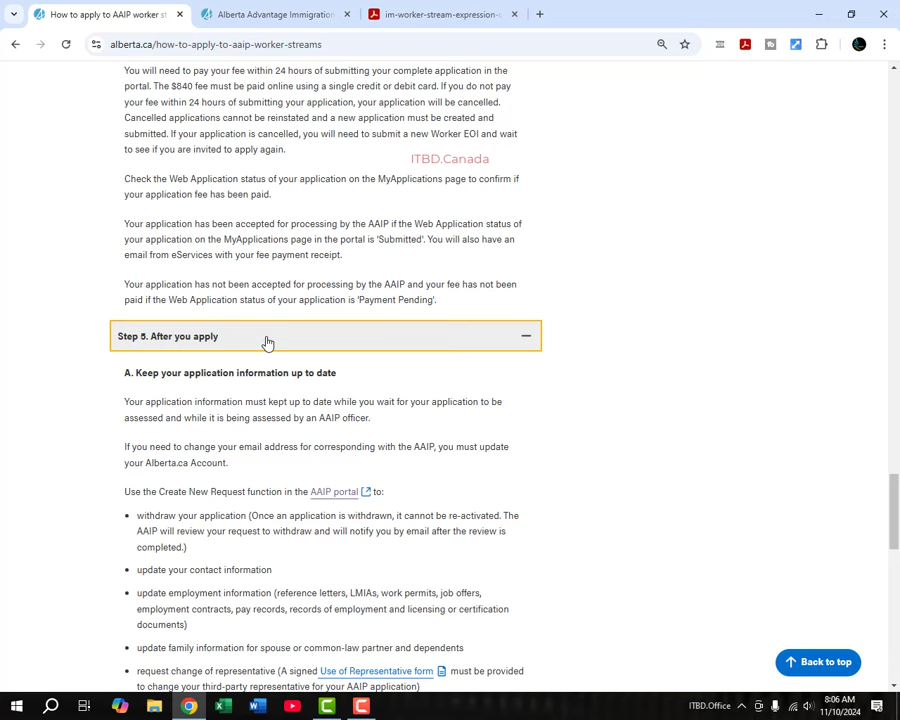 How to apply to AAIP worker st
Alberta Advantage Immigration
im-worker-stream-expression-c
alberta.ca/how-to-apply-to-aaip-worker-streams
You will need to pay your fee within 24 hours of submitting your complete application in the
portal. The $840 fee must be paid online using a single credit or debit card. If you do not pay
your fee within 24 hours of submitting your application, your application will be cancelled.
Cancelled applications cannot be reinstated and a new application must be created and
submitted. If your application is cancelled, you will need to submit a new Worker EOI and wait
to see if you are invited to apply again.
ITBD.Canada
Check the Web Application status of your application on the MyApplications page to confirm if
your application fee has been paid.
Your application has been accepted for processing by the AAIP if the Web Application status of
your application on the MyApplications page in the portal is 'Submitted'. You will also have an
email from eServices with your fee payment receipt.
Your application has not been accepted for processing by the AAIP and your fee has not been
paid if the Web Application status of your application is 'Payment Pending'.
Step 5. After you apply
A. Keep your application information up to date
Your application information must kept up to date while you wait for your application to be
assessed and while it is being assessed by an AAIP officer.
If you need to change your email address for corresponding with the AAIP, you must update
your Alberta.ca Account.
Use the Create New Request function in the AAIP portal to:
• withdraw your application (Once an application is withdrawn, it cannot be re-activated. The
AAIP will review your request to withdraw and will notify you by email after the review is
completed.)
• update your contact information
• update employment information (reference letters, LMIAs, work permits, job offers,
employment contracts, pay records, records of employment and licensing or certification
documents)
• update family information for spouse or common-law partner and dependents
• request change of representative (A signed Use of Representative form must be provided
to change your third-party representative for your AAIP application)
Back to top
ITBD.Office
8:06 AM
11/10/2024